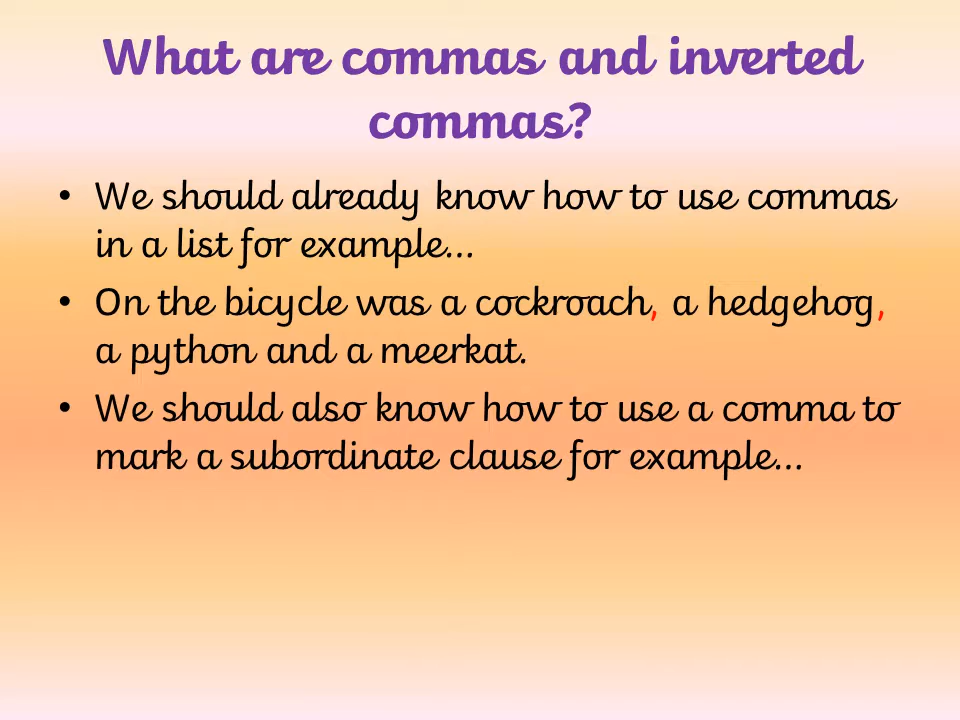 What are commas and inverted
commas?
• We should already know how to use commas
in a list for example...
• On the bicycle was a cockroach, a hedgehog,
a python and a meerkat.
• We should also know how to use a comma to
mark a subordinate clause for example...